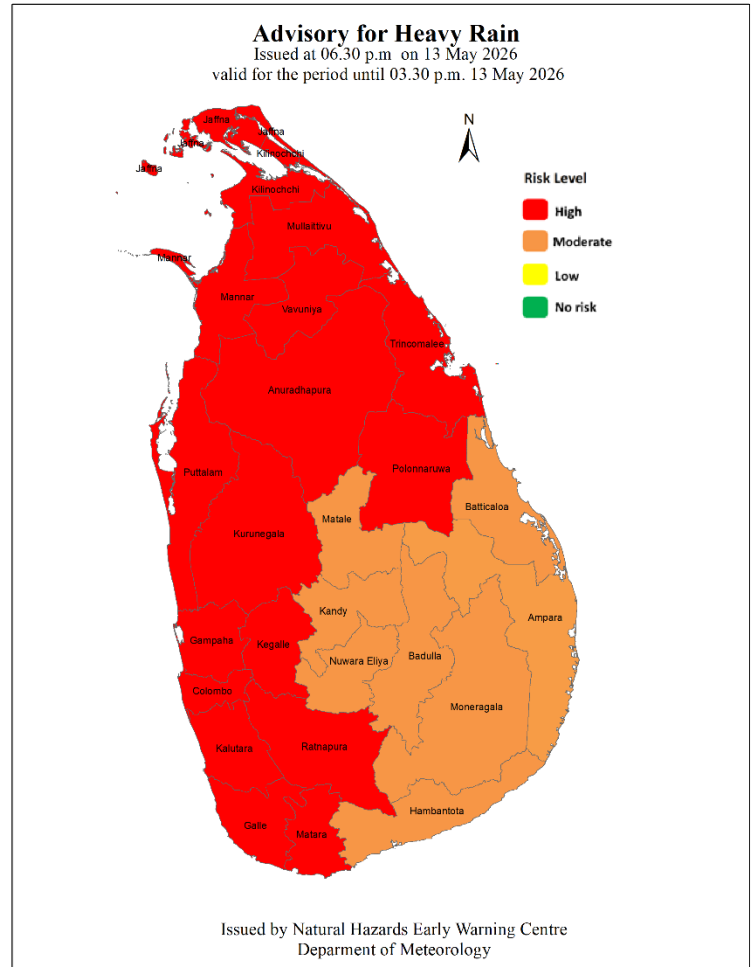 Advisory for Heavy Rain
Issued at 06.30 p.m on 13 May 2026
valid for the period until 03.30 p.m. 13 May 2026
N
Jaffna
Jaffna
Jaffna
Kilinochchi
Jaffna
Kilinochchi
Risk Level
High
Moderate
Low
No risk
Mullaittivu
Mannar
Mannar
Vavuniya
Trincomalee
Anuradhapura
Polonnaruwa
Puttalam
Batticaloa
Matale
Kurunegala
Kandy
Ampara
Gampaha
Kegalle
Nuwara Eliya
Badulla
Colombo
Moneragala
Kalutara
Ratnapura
Hambantota
Galle
Matara
Issued by Natural Hazards Early Warning Centre
Deparment of Meteorology